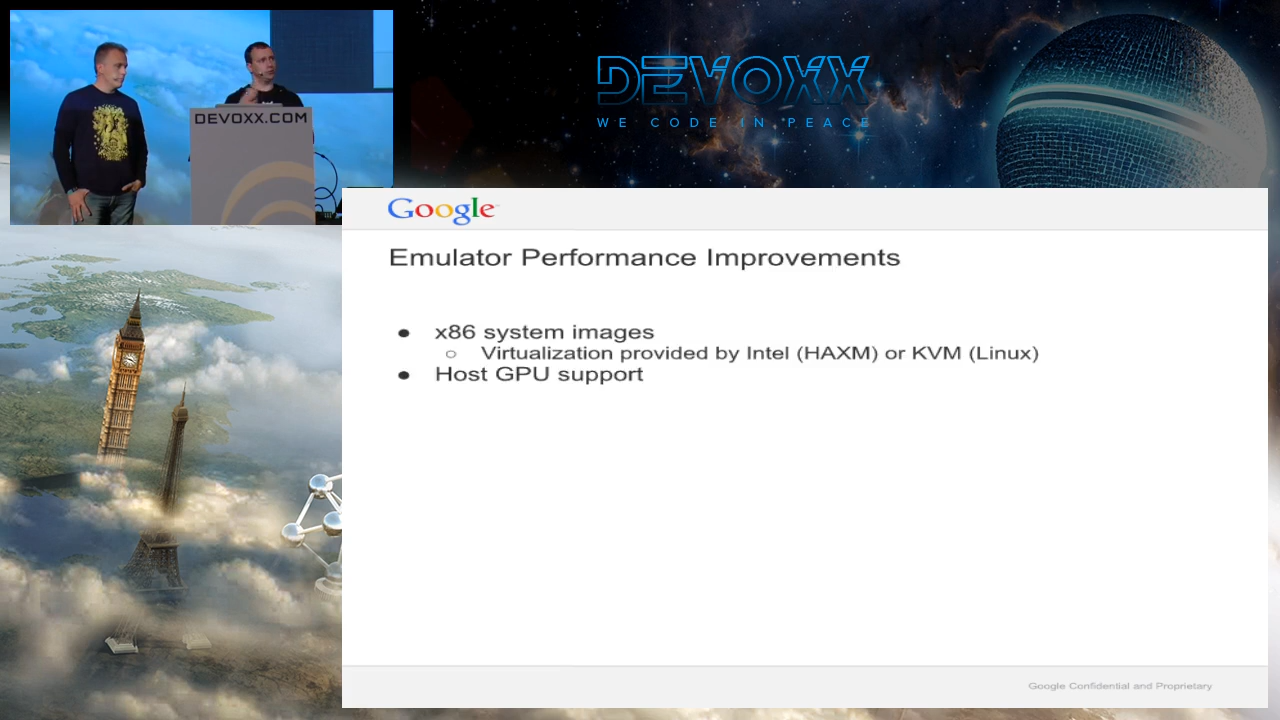 DEVOXX.COM
DEVOXX
WE CODE IN PEACE
Google
Emulator Performance Improvements
● x86 system images
○ Virtualization provided by Intel (HAXM) or KVM (Linux)
● Host GPU support
Google Confidential and Proprietary